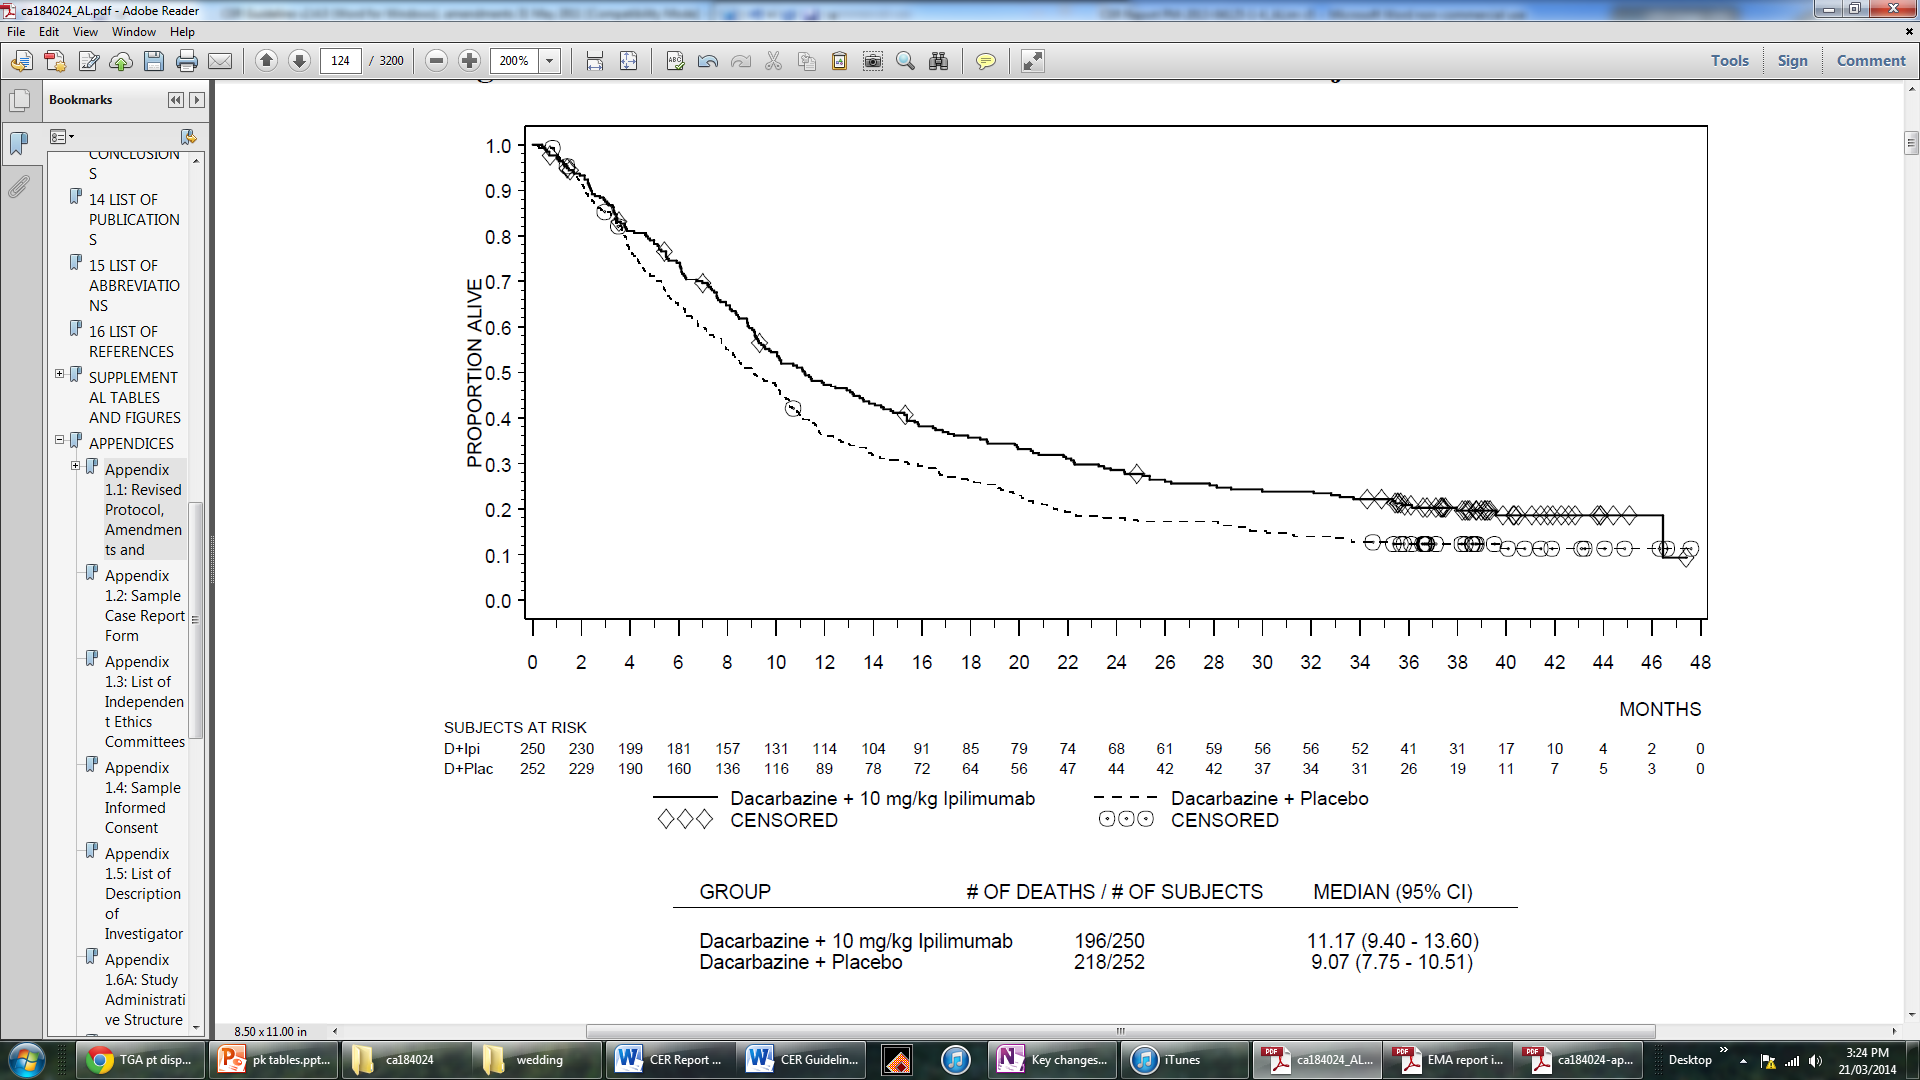 ca184024_AL.pdf - Adobe Reader
File Edit View Window Help
124 / 3200 200% Tools Sign Comment
Bookmarks
CONCLUSION
S
14 LIST OF
PUBLICATION
S
15 LIST OF
ABBREVIATIO
NS
16 LIST OF
REFERENCES
SUPPLEMENT
AL TABLES
AND FIGURES
APPENDICES
Appendix
1.1: Revised
Protocol,
Amendmen
ts and
Appendix
1.2: Sample
Case Report
Form
Appendix
1.3: List of
Independen
t Ethics
Committees
Appendix
1.4: Sample
Informed
Consent
Appendix
1.5: List of
Description
of
Investigator
Appendix
1.6A: Study
Administrati
ve Structure
PROPORTION ALIVE
1.0
0.9
0.8
0.7
0.6
0.5
0.4
0.3
0.2
0.1
0.0
0 2 4 6 8 10 12 14 16 18 20 22 24 26 28 30 32 34 36 38 40 42 44 46 48
MONTHS
SUBJECTS AT RISK
D+Ipi 250 230 199 181 157 131 114 104 91 85 79 74 68 61 59 56 56 52 41 31 17 10 4 2 0
D+Plac 252 229 190 160 136 116 89 78 72 64 56 47 44 42 42 37 34 31 26 19 11 7 5 3 0
Dacarbazine + 10 mg/kg Ipilimumab Dacarbazine + Placebo
CENSORED CENSORED
GROUP # OF DEATHS / # OF SUBJECTS MEDIAN (95% CI)
Dacarbazine + 10 mg/kg Ipilimumab 196/250 11.17 (9.40 - 13.60)
Dacarbazine + Placebo 218/252 9.07 (7.75 - 10.51)
8.50 x 11.00 in
TGA pt disp... pk tables.ppt... ca184024 wedding CER Report ... CER Guidelin... Key changes... iTunes ca184024_AL... EMA report i... ca184024-ap... Desktop
3:24 PM
21/03/2014